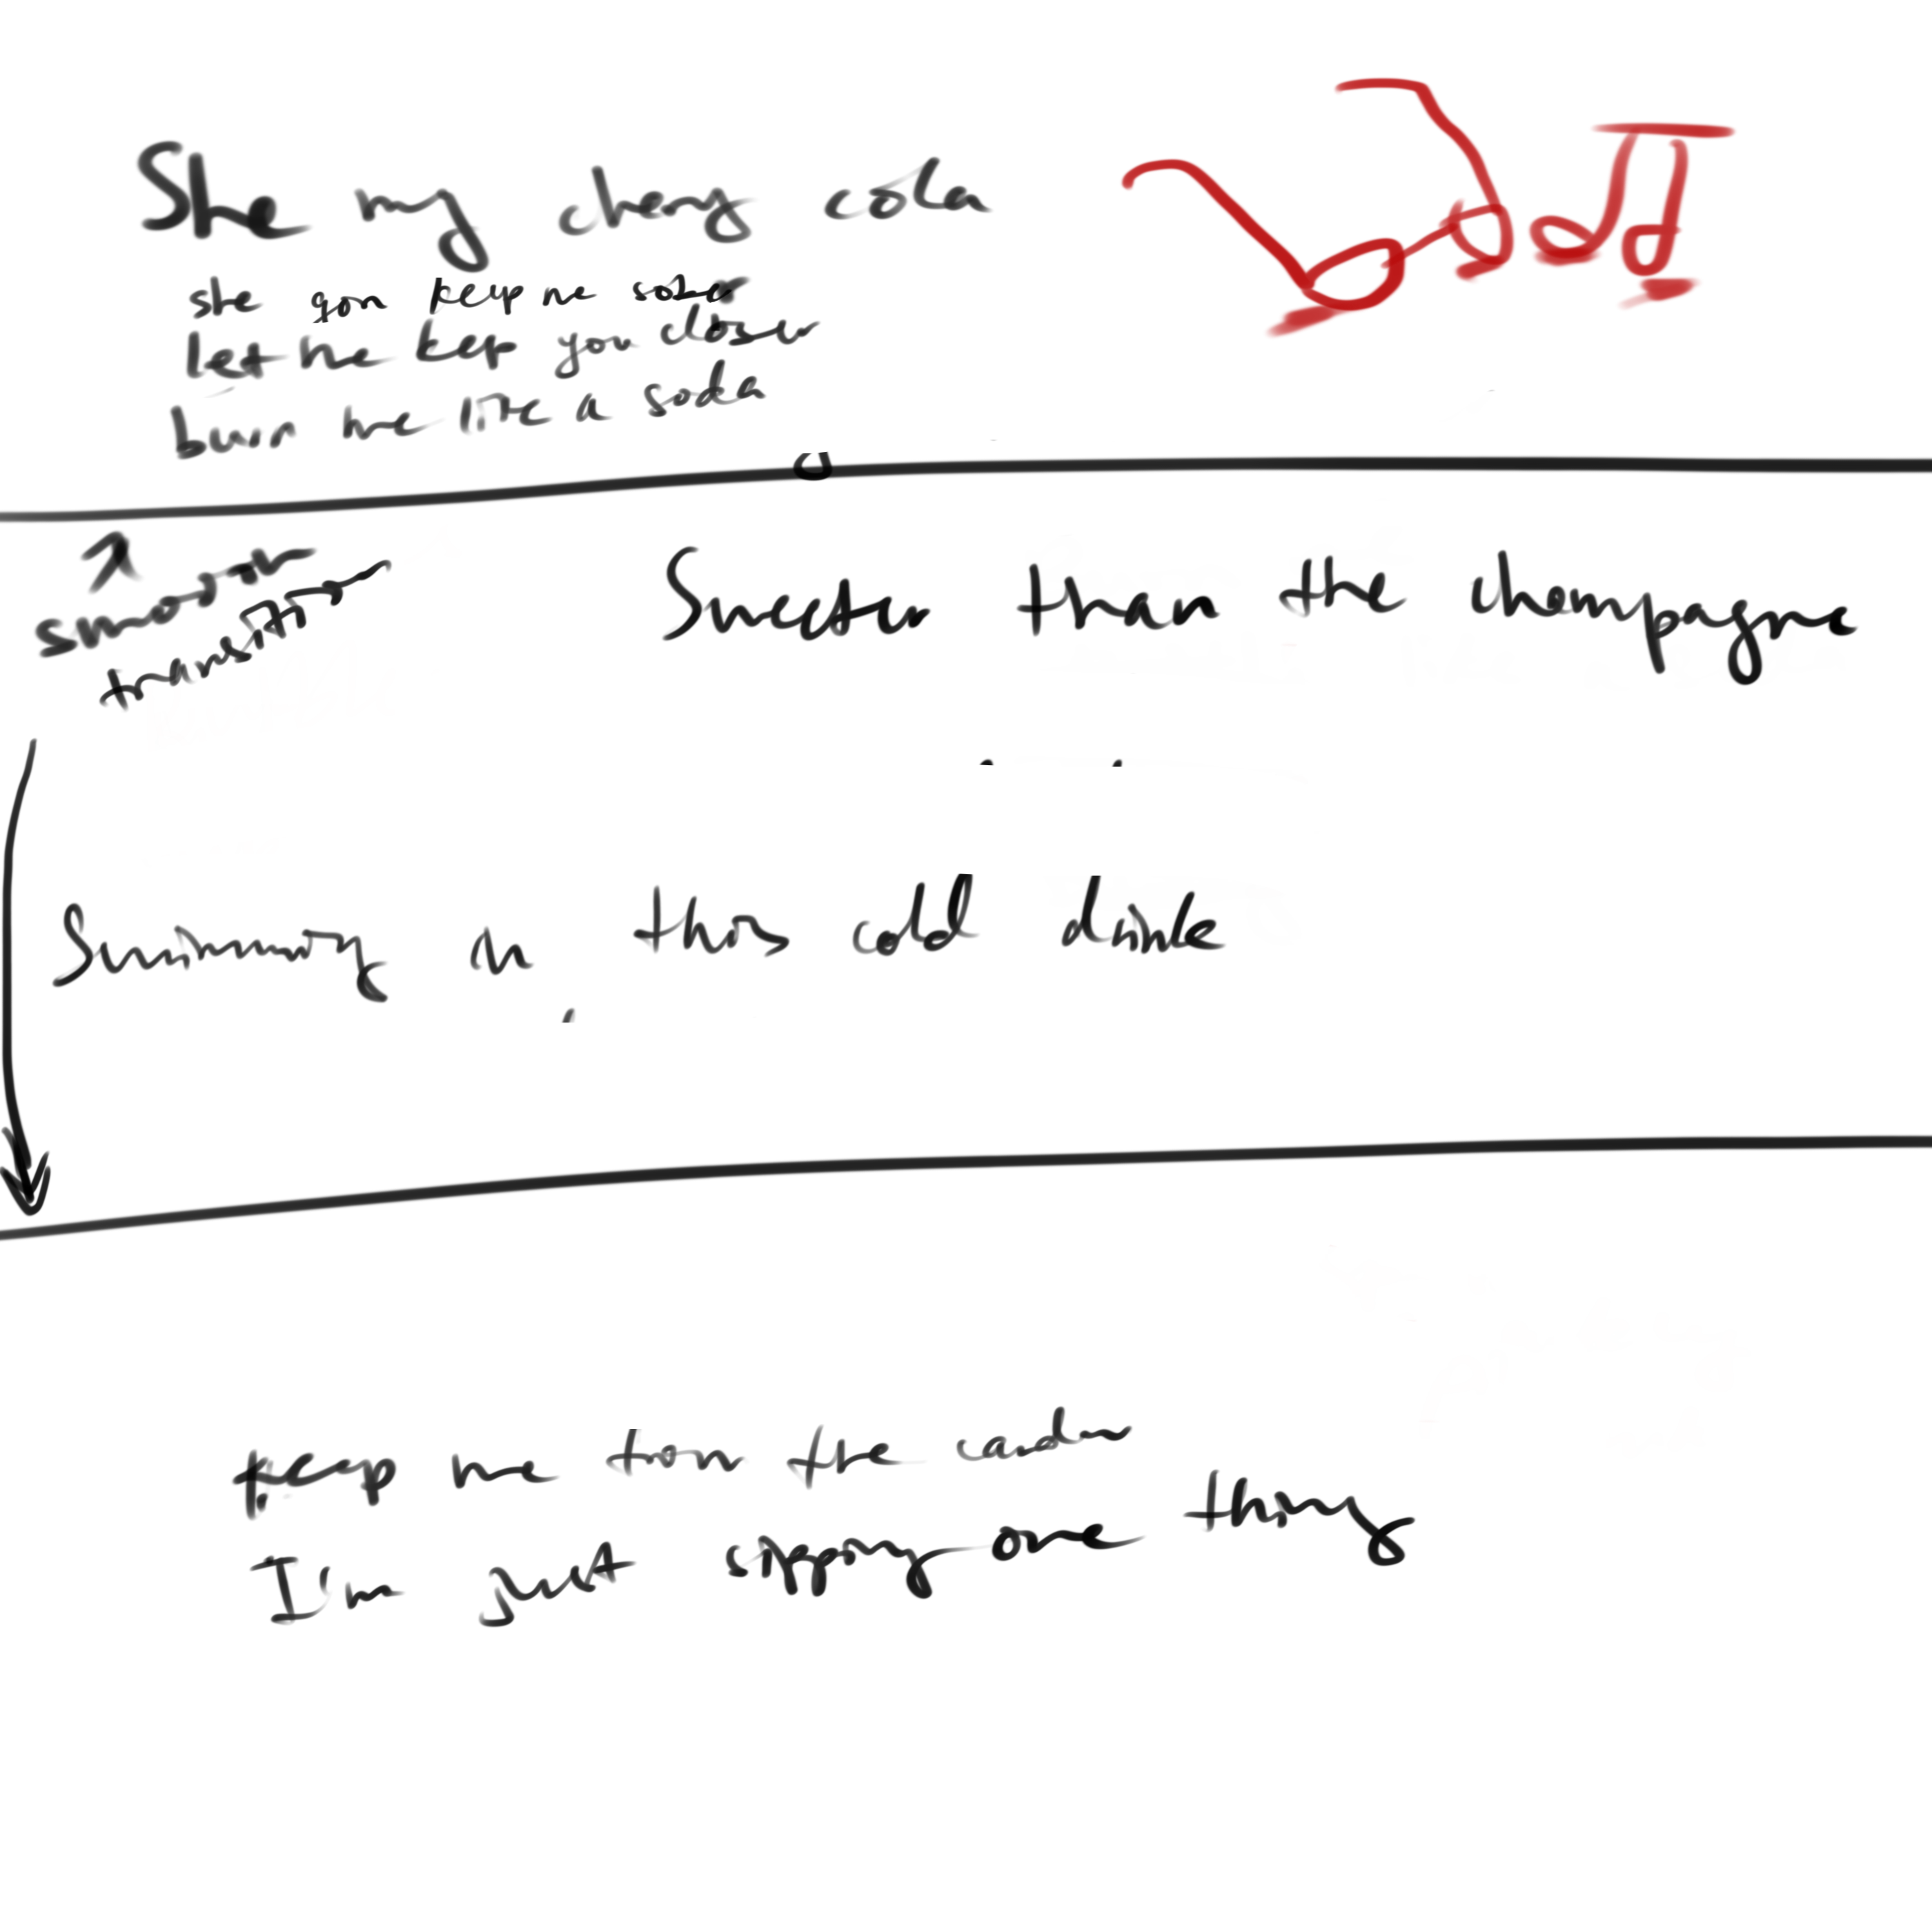 She my cherry cola
she gon keep me sober
let me keep you closer
burn me like a soda
smooth
transition
Sweeter than the champagne
Swimming in this cold drink
keep me from the
I'm just sipping one thing